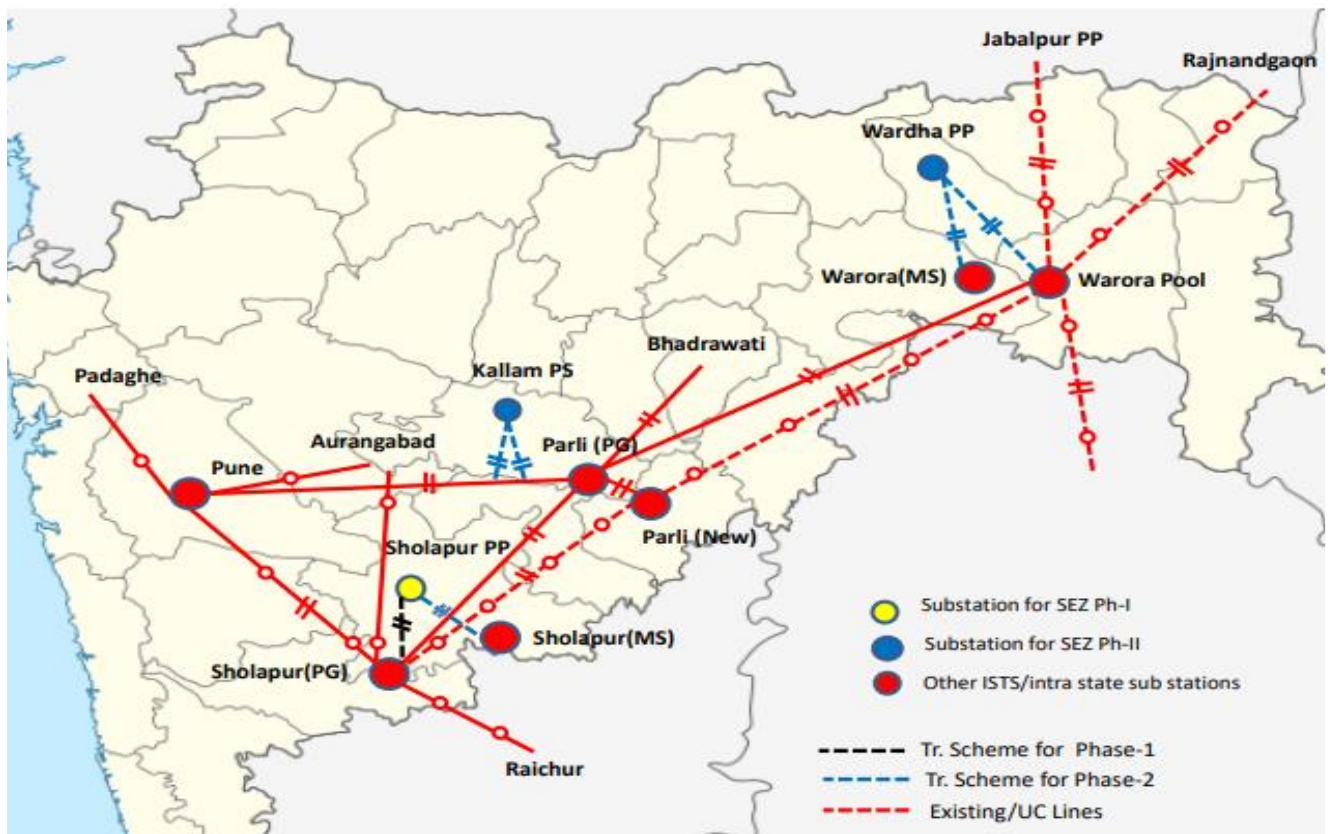 Jabalpur PP
Rajnandgaon
Wardha PP
Warora(MS)
Warora Pool
Bhadrawati
Padaghe
Kallam PS
Aurangabad
Parli (PG)
Pune
Parli (New)
Sholapur PP
Sholapur(MS)
Sholapur(PG)
Raichur
Substation for SEZ Ph-I
Substation for SEZ Ph-II
Other ISTS/intra state sub stations
Tr. Scheme for Phase-1
Tr. Scheme for Phase-2
Existing/UC Lines